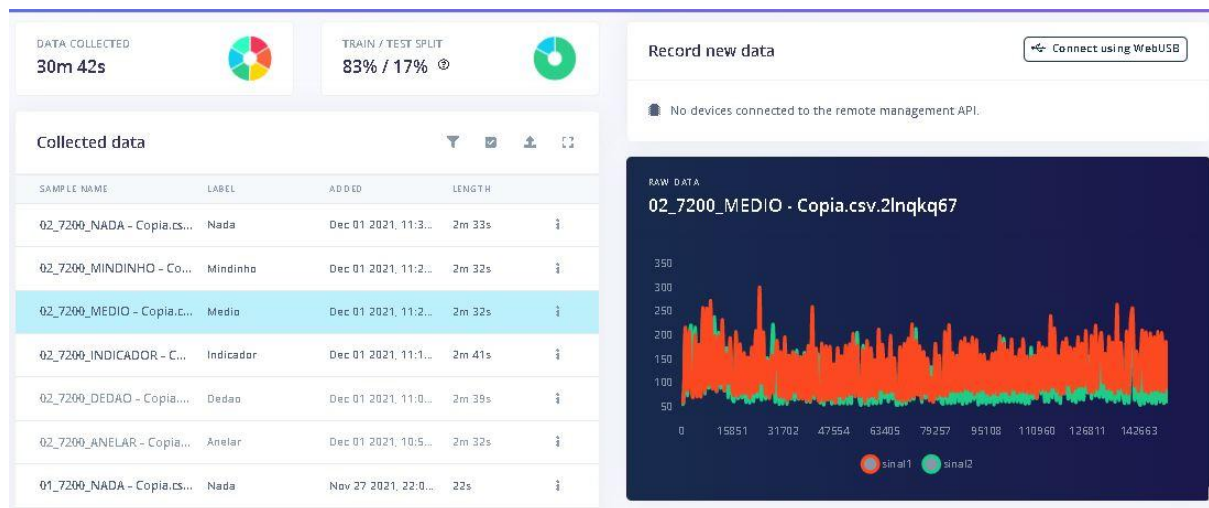 DATA COLLECTED
30m 42s
TRAIN / TEST SPLIT
83% / 17%
Record new data
Connect using WebUSB
No devices connected to the remote management API.
Collected data
SAMPLE NAME LABEL ADDED LENGTH
02_7200_NADA - Copia.cs... Nada Dec 01 2021, 11:3... 2m 33s
02_7200_MINDINHO - Co... Mindinho Dec 01 2021, 11:2... 2m 32s
02_7200_MEDIO - Copia.c... Medio Dec 01 2021, 11:2... 2m 32s
02_7200_INDICADOR - C... Indicador Dec 01 2021, 11:1... 2m 41s
02_7200_DEDAO - Copia.... Dedao Dec 01 2021, 11:0... 2m 39s
02_7200_ANELAR - Copia... Anelar Dec 01 2021, 10:5... 2m 32s
01_7200_NADA - Copia.cs... Nada Nov 27 2021, 22:0... 22s
RAW DATA
02_7200_MEDIO - Copia.csv.2lnqkq67
350
300
250
200
150
100
50
0 15851 31702 47554 63405 79257 95108 110960 126811 142663
sinal1 sinal2